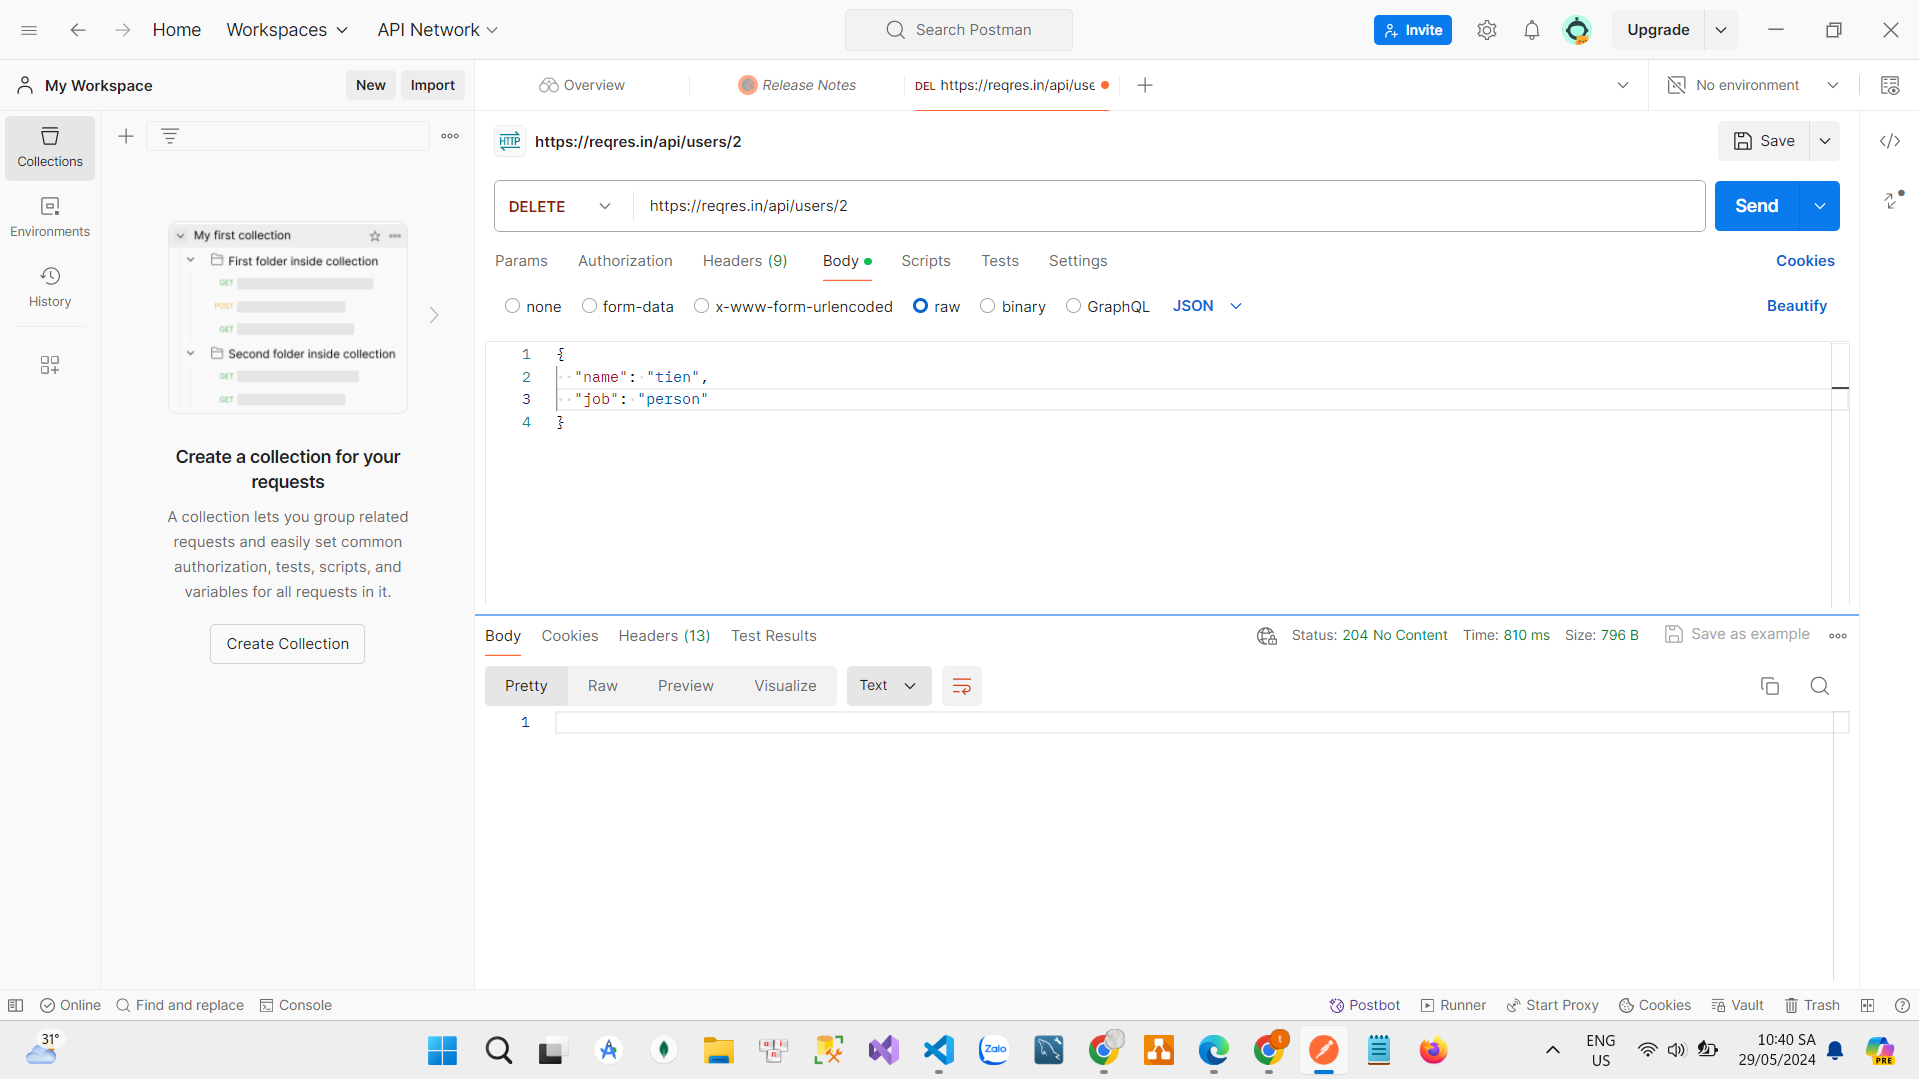 Home
Workspaces
API Network
Search Postman
Invite
Upgrade
My Workspace
New
Import
Overview
Release Notes
DEL https://reqres.in/api/use
No environment
Collections
Environments
History
My first collection
First folder inside collection
GET
POST
GET
Second folder inside collection
GET
GET
Create a collection for your
requests
A collection lets you group related
requests and easily set common
authorization, tests, scripts, and
variables for all requests in it.
Create Collection
HTTP
https://reqres.in/api/users/2
Save
DELETE
https://reqres.in/api/users/2
Send
Params
Authorization
Headers (9)
Body
Scripts
Tests
Settings
Cookies
none
form-data
x-www-form-urlencoded
raw
binary
GraphQL
JSON
Beautify
1 {
2 "name": "tien",
3 "job": "person"
4 }
Body
Cookies
Headers (13)
Test Results
Status: 204 No Content
Time: 810 ms
Size: 796 B
Save as example
Pretty
Raw
Preview
Visualize
Text
1
Online
Find and replace
Console
Postbot
Runner
Start Proxy
Cookies
Vault
Trash
31°
Zalo
t
ENG
US
10:40 SA
29/05/2024
PRE